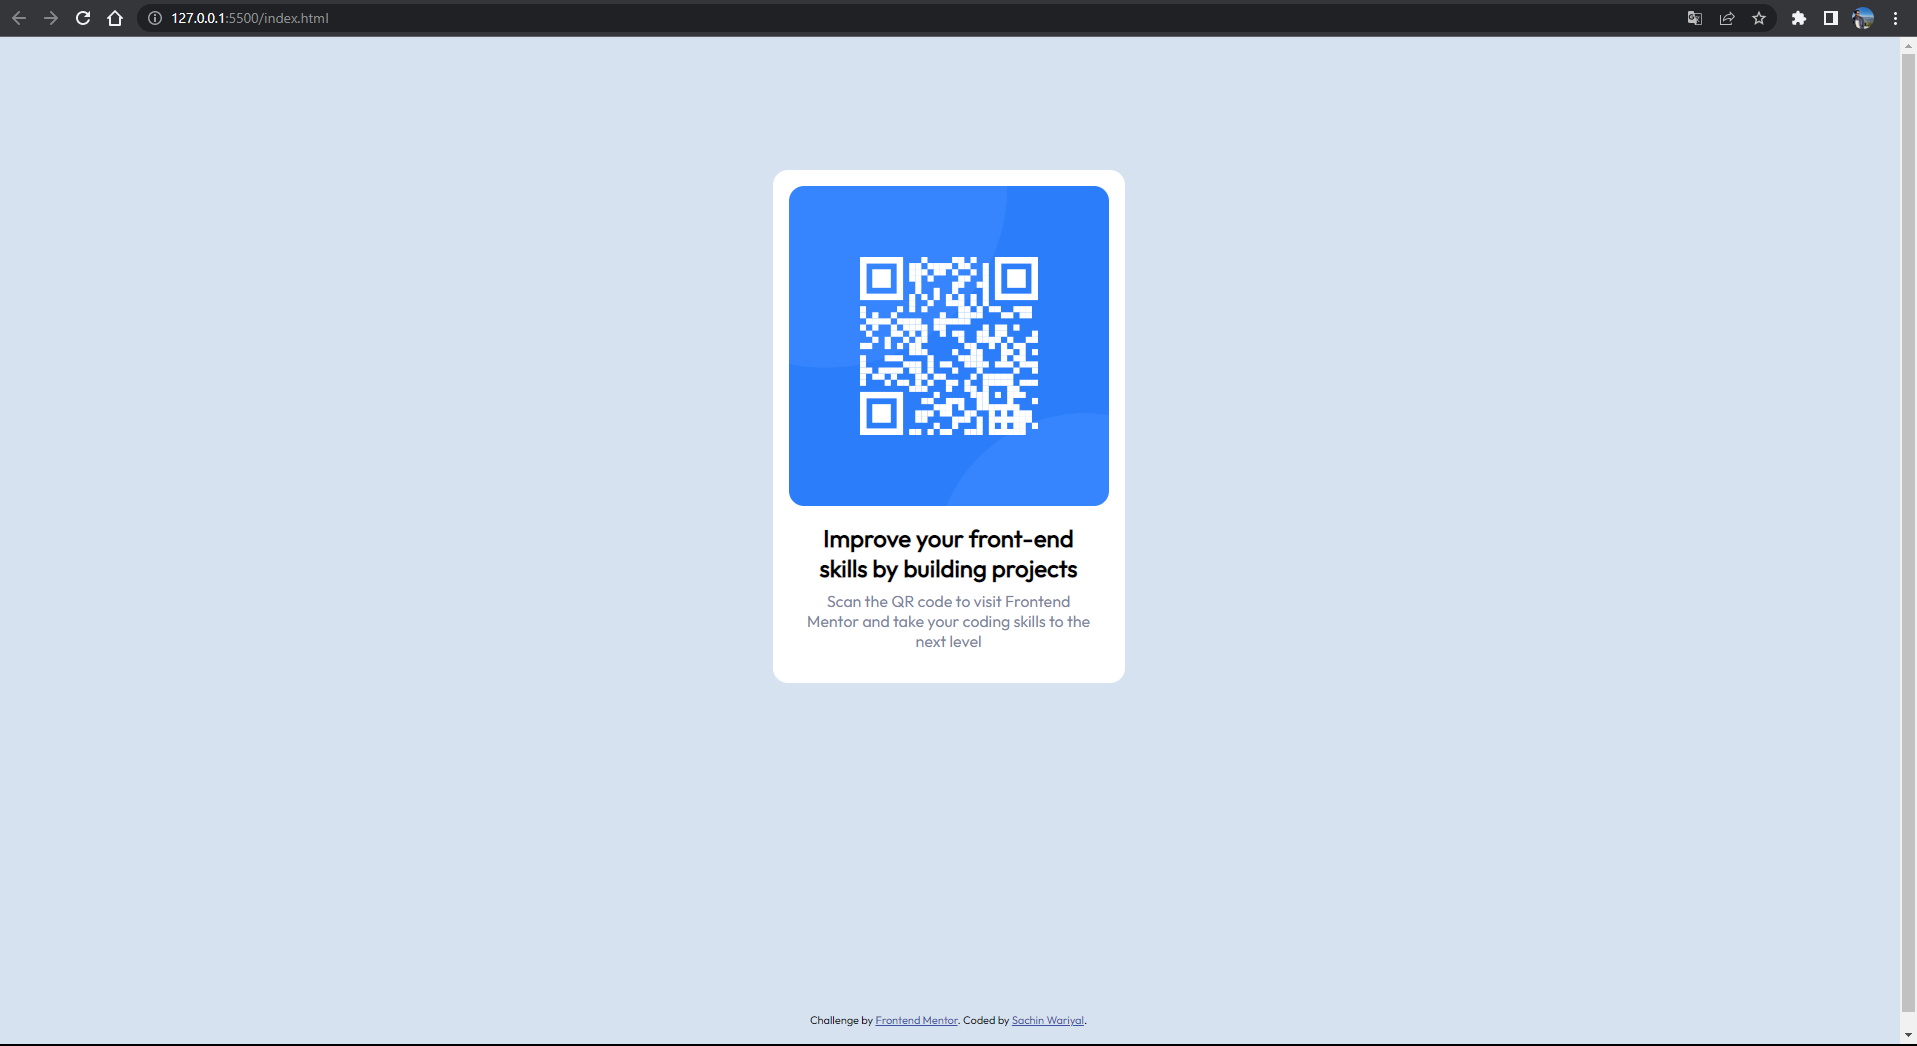 127.0.0.1:5500/index.html
Improve your front-end
skills by building projects
Scan the QR code to visit Frontend
Mentor and take your coding skills to the
next level
Challenge by Frontend Mentor. Coded by Sachin Wariyal.